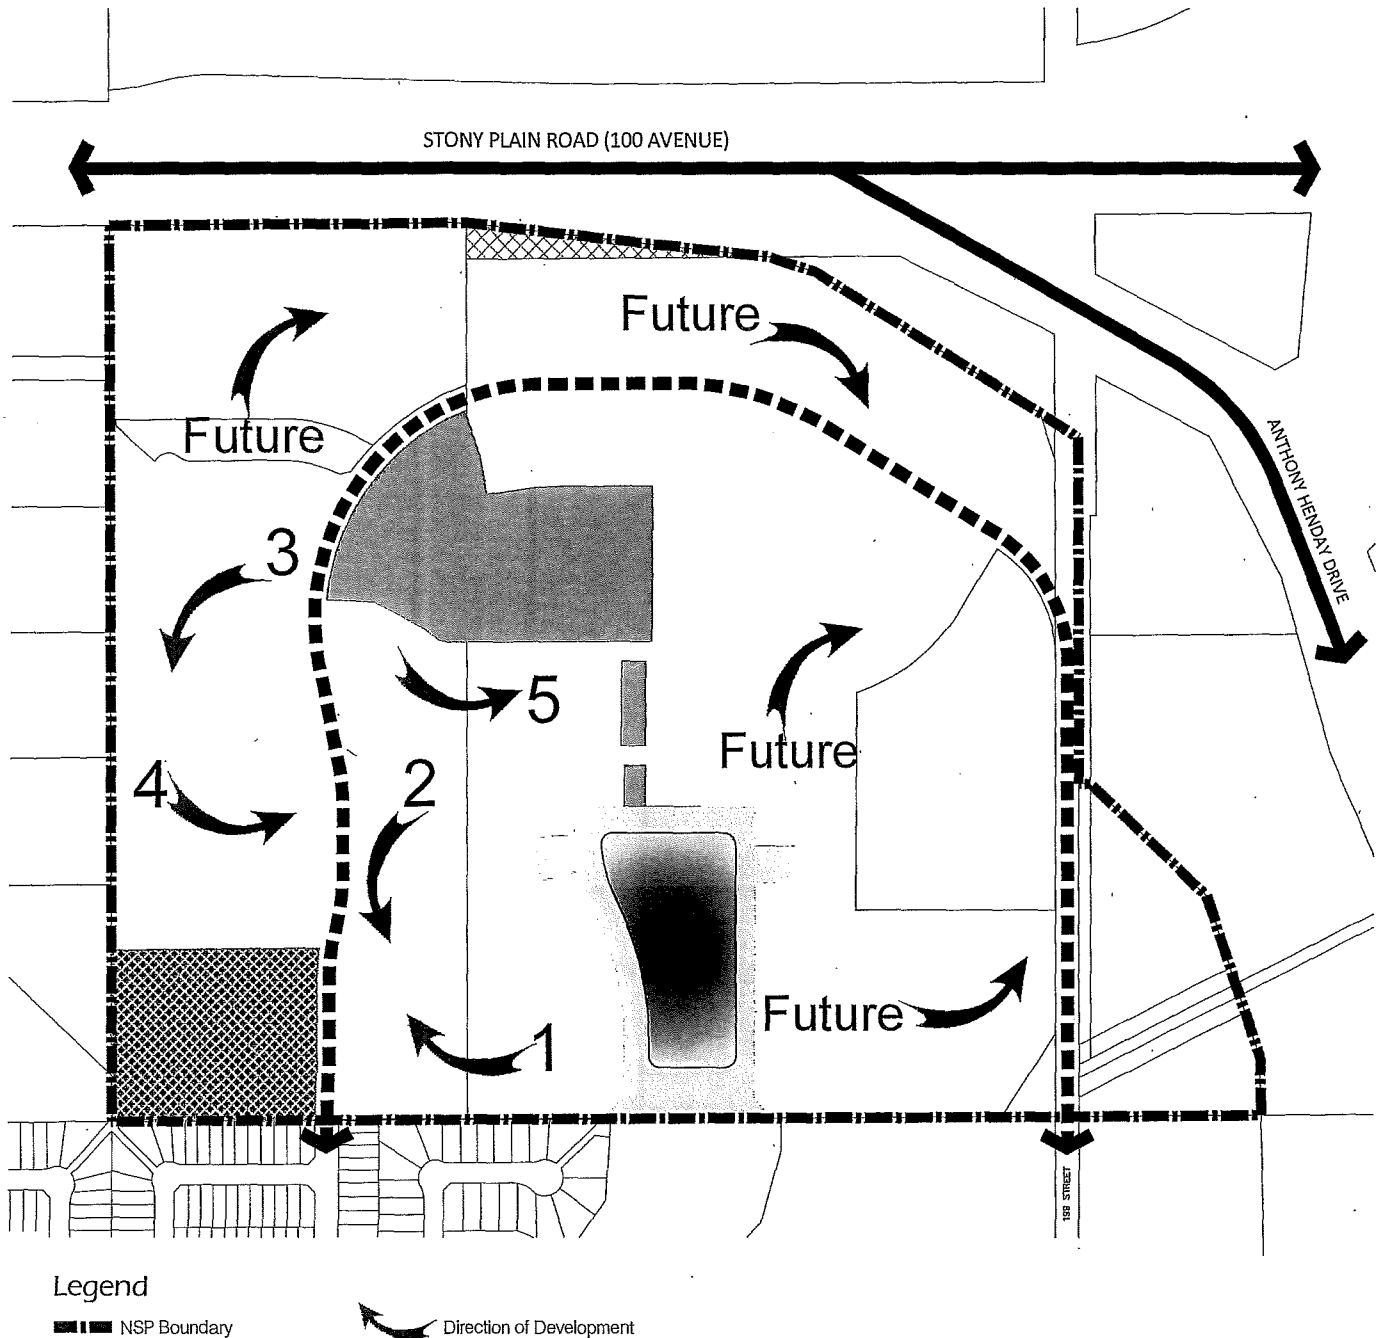 STONY PLAIN ROAD (100 AVENUE)
Future
Future
ANTHONY HENDAY DRIVE
3
5
Future
4
2
Future
1
199 STREET
Legend
NSP Boundary
Direction of Development